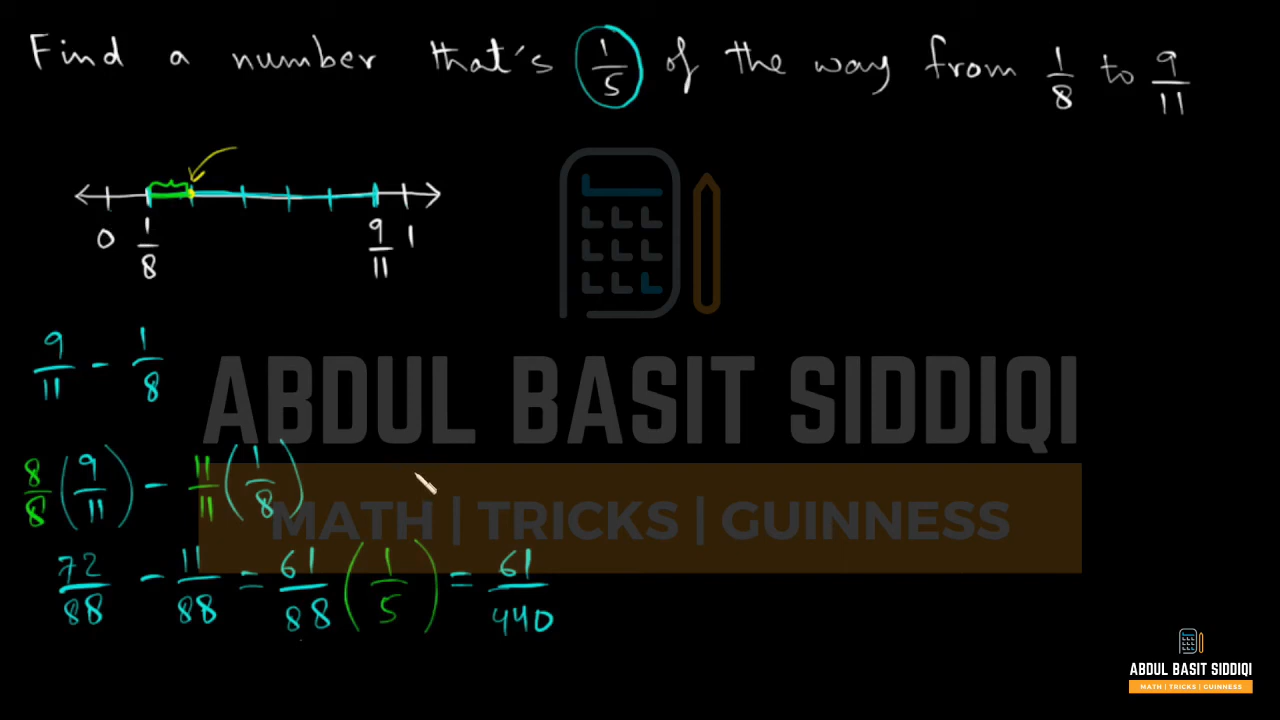 Find a number that's 1/5 of the way from 1/8 to 9/11
0 1/8 9/11 1
9/11 - 1/8
8/8 (9/11) - 11/11 (1/8)
72/88 - 11/88 = 61/88 (1/5) = 61/440
ABDUL BASIT SIDDIQI
MATH | TRICKS | GUINNESS
ABDUL BASIT SIDDIQI
MATH | TRICKS | GUINNESS